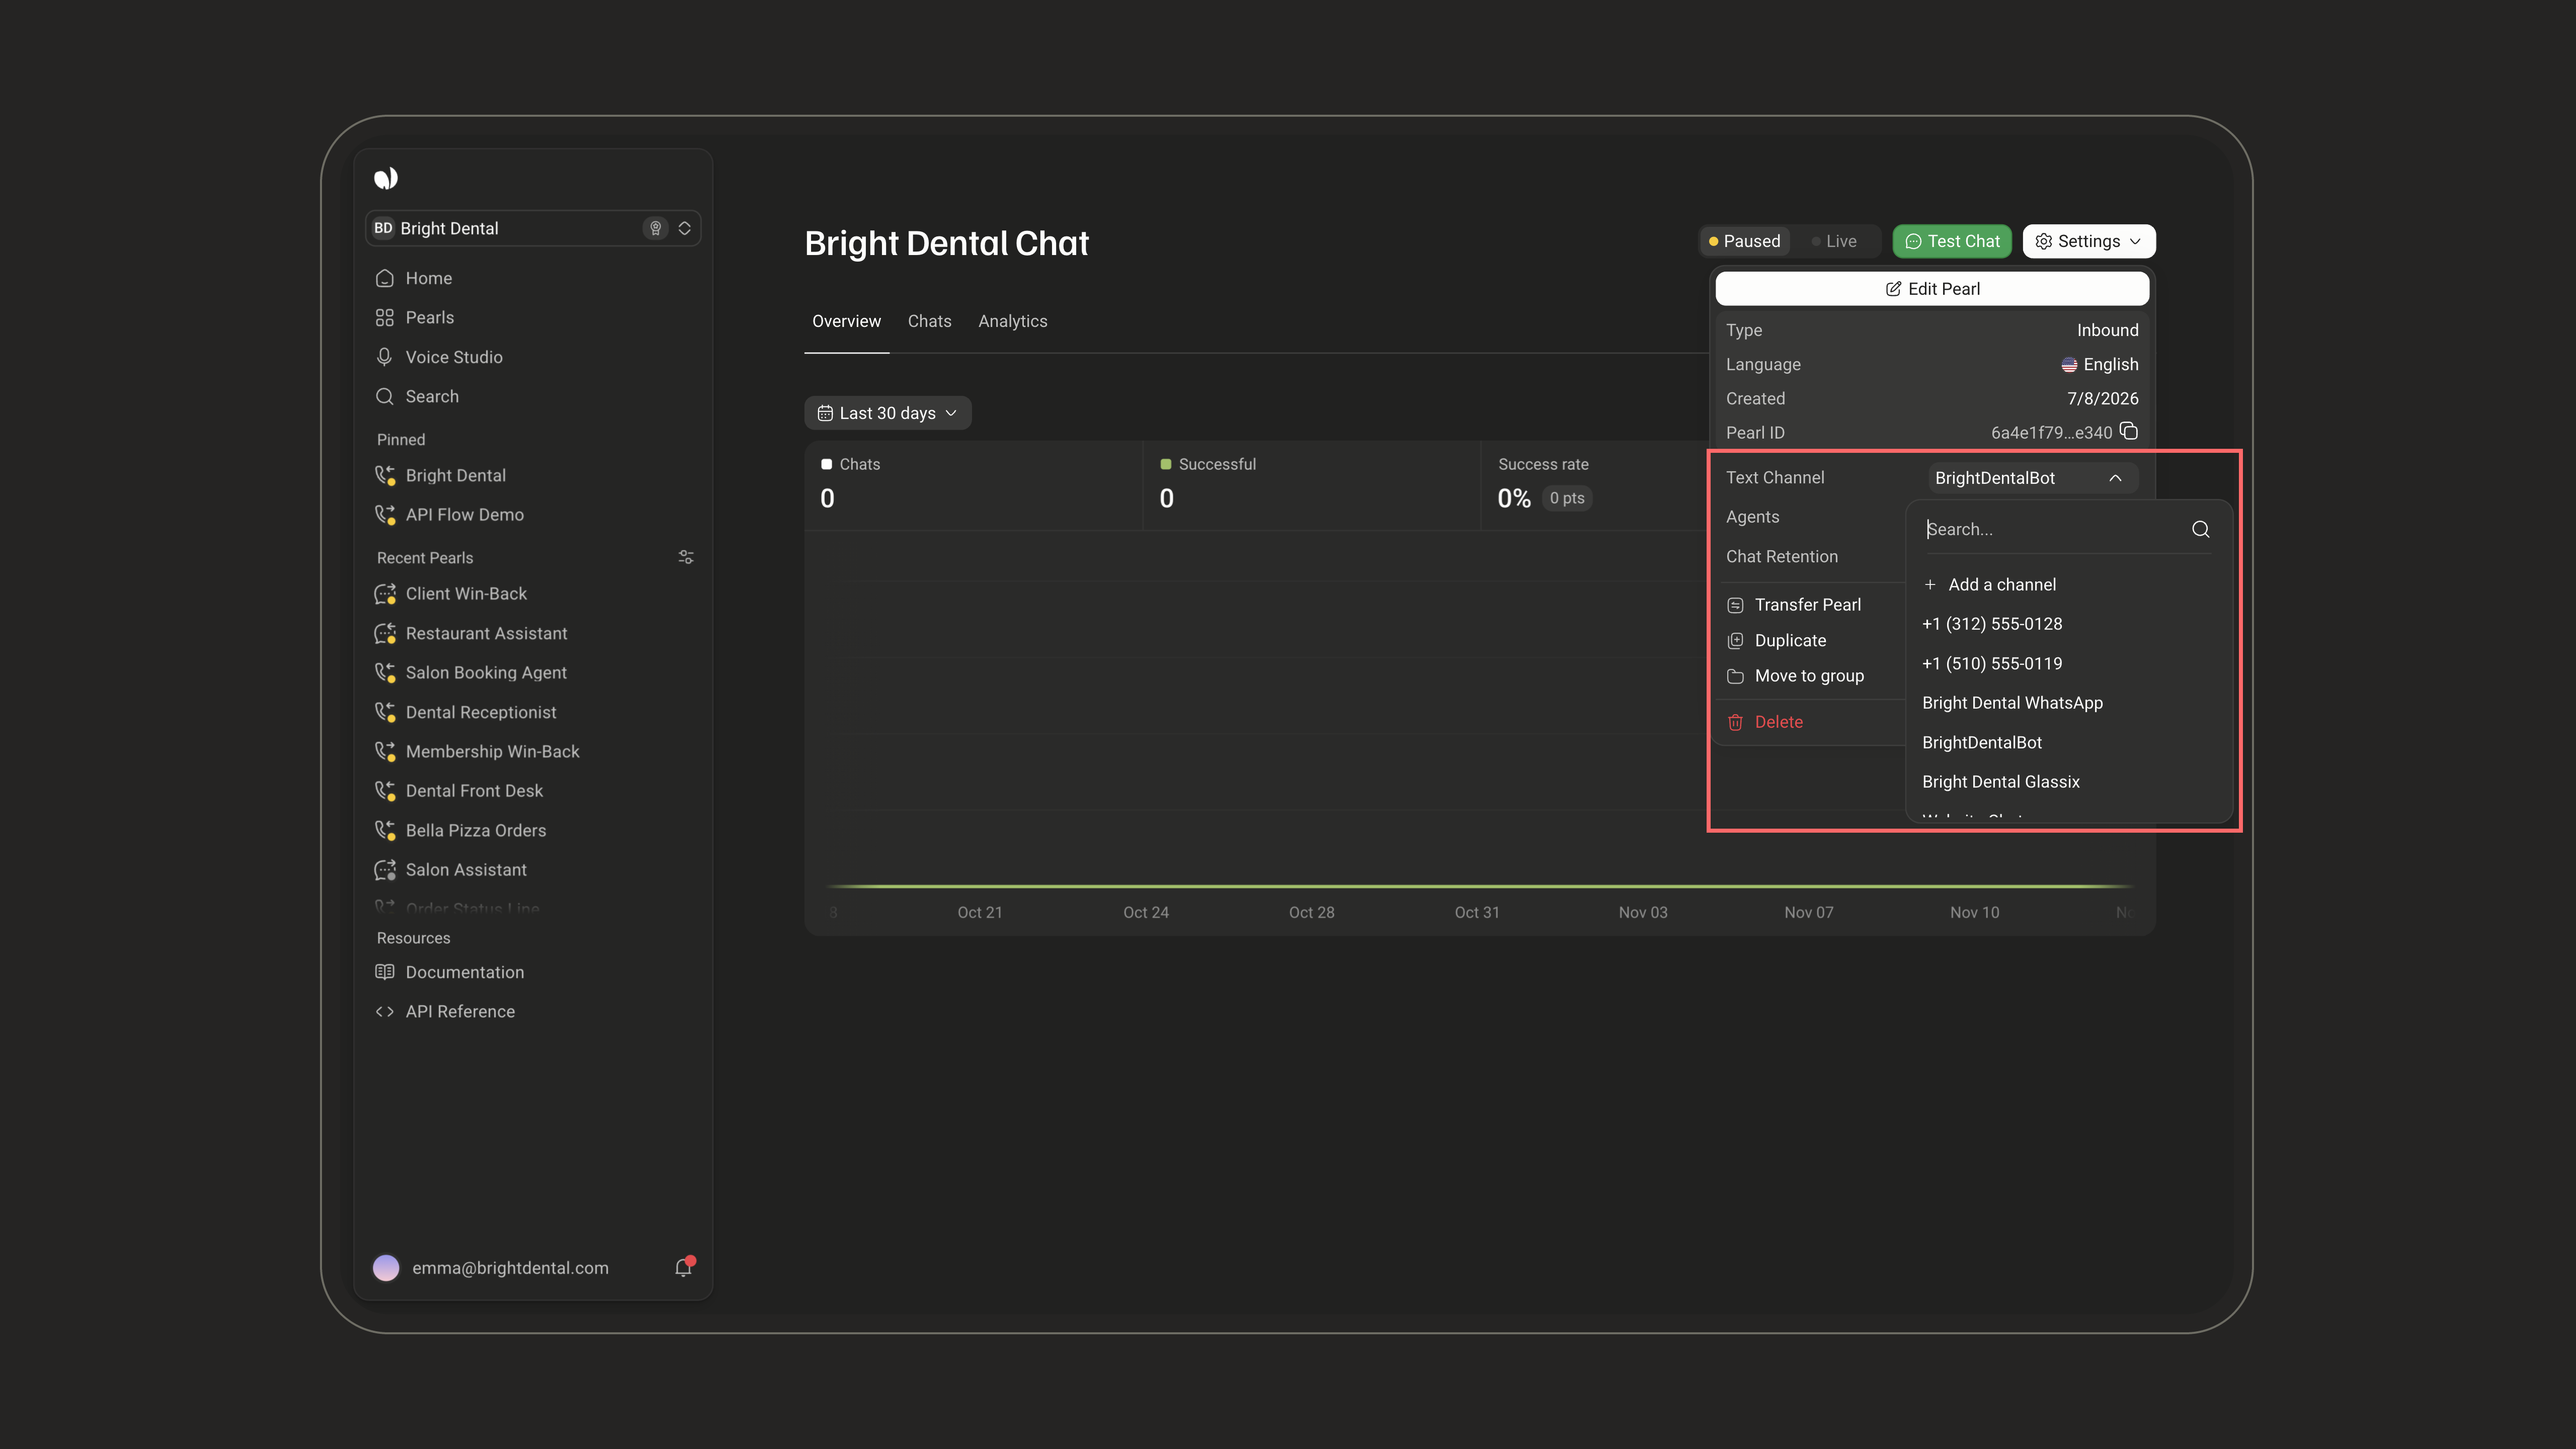 BD Bright Dental
Home
Pearls
Voice Studio
Search
Pinned
Bright Dental
API Flow Demo
Recent Pearls
Client Win-Back
Restaurant Assistant
Salon Booking Agent
Dental Receptionist
Membership Win-Back
Dental Front Desk
Bella Pizza Orders
Salon Assistant
Order Status Line
Resources
Documentation
API Reference
emma@brightdental.com
Bright Dental Chat
Paused
Live
Test Chat
Settings
Overview
Chats
Analytics
Last 30 days
Chats
0
Successful
0
Success rate
0% 0 pts
8
Oct 21
Oct 24
Oct 28
Oct 31
Nov 03
Nov 07
Nov 10
Edit Pearl
Type Inbound
Language English
Created 7/8/2026
Pearl ID 6a4e1f79...e340
Text Channel BrightDentalBot
Agents
Chat Retention
Transfer Pearl
Duplicate
Move to group
Delete
Search...
+ Add a channel
+1 (312) 555-0128
+1 (510) 555-0119
Bright Dental WhatsApp
BrightDentalBot
Bright Dental Glassix